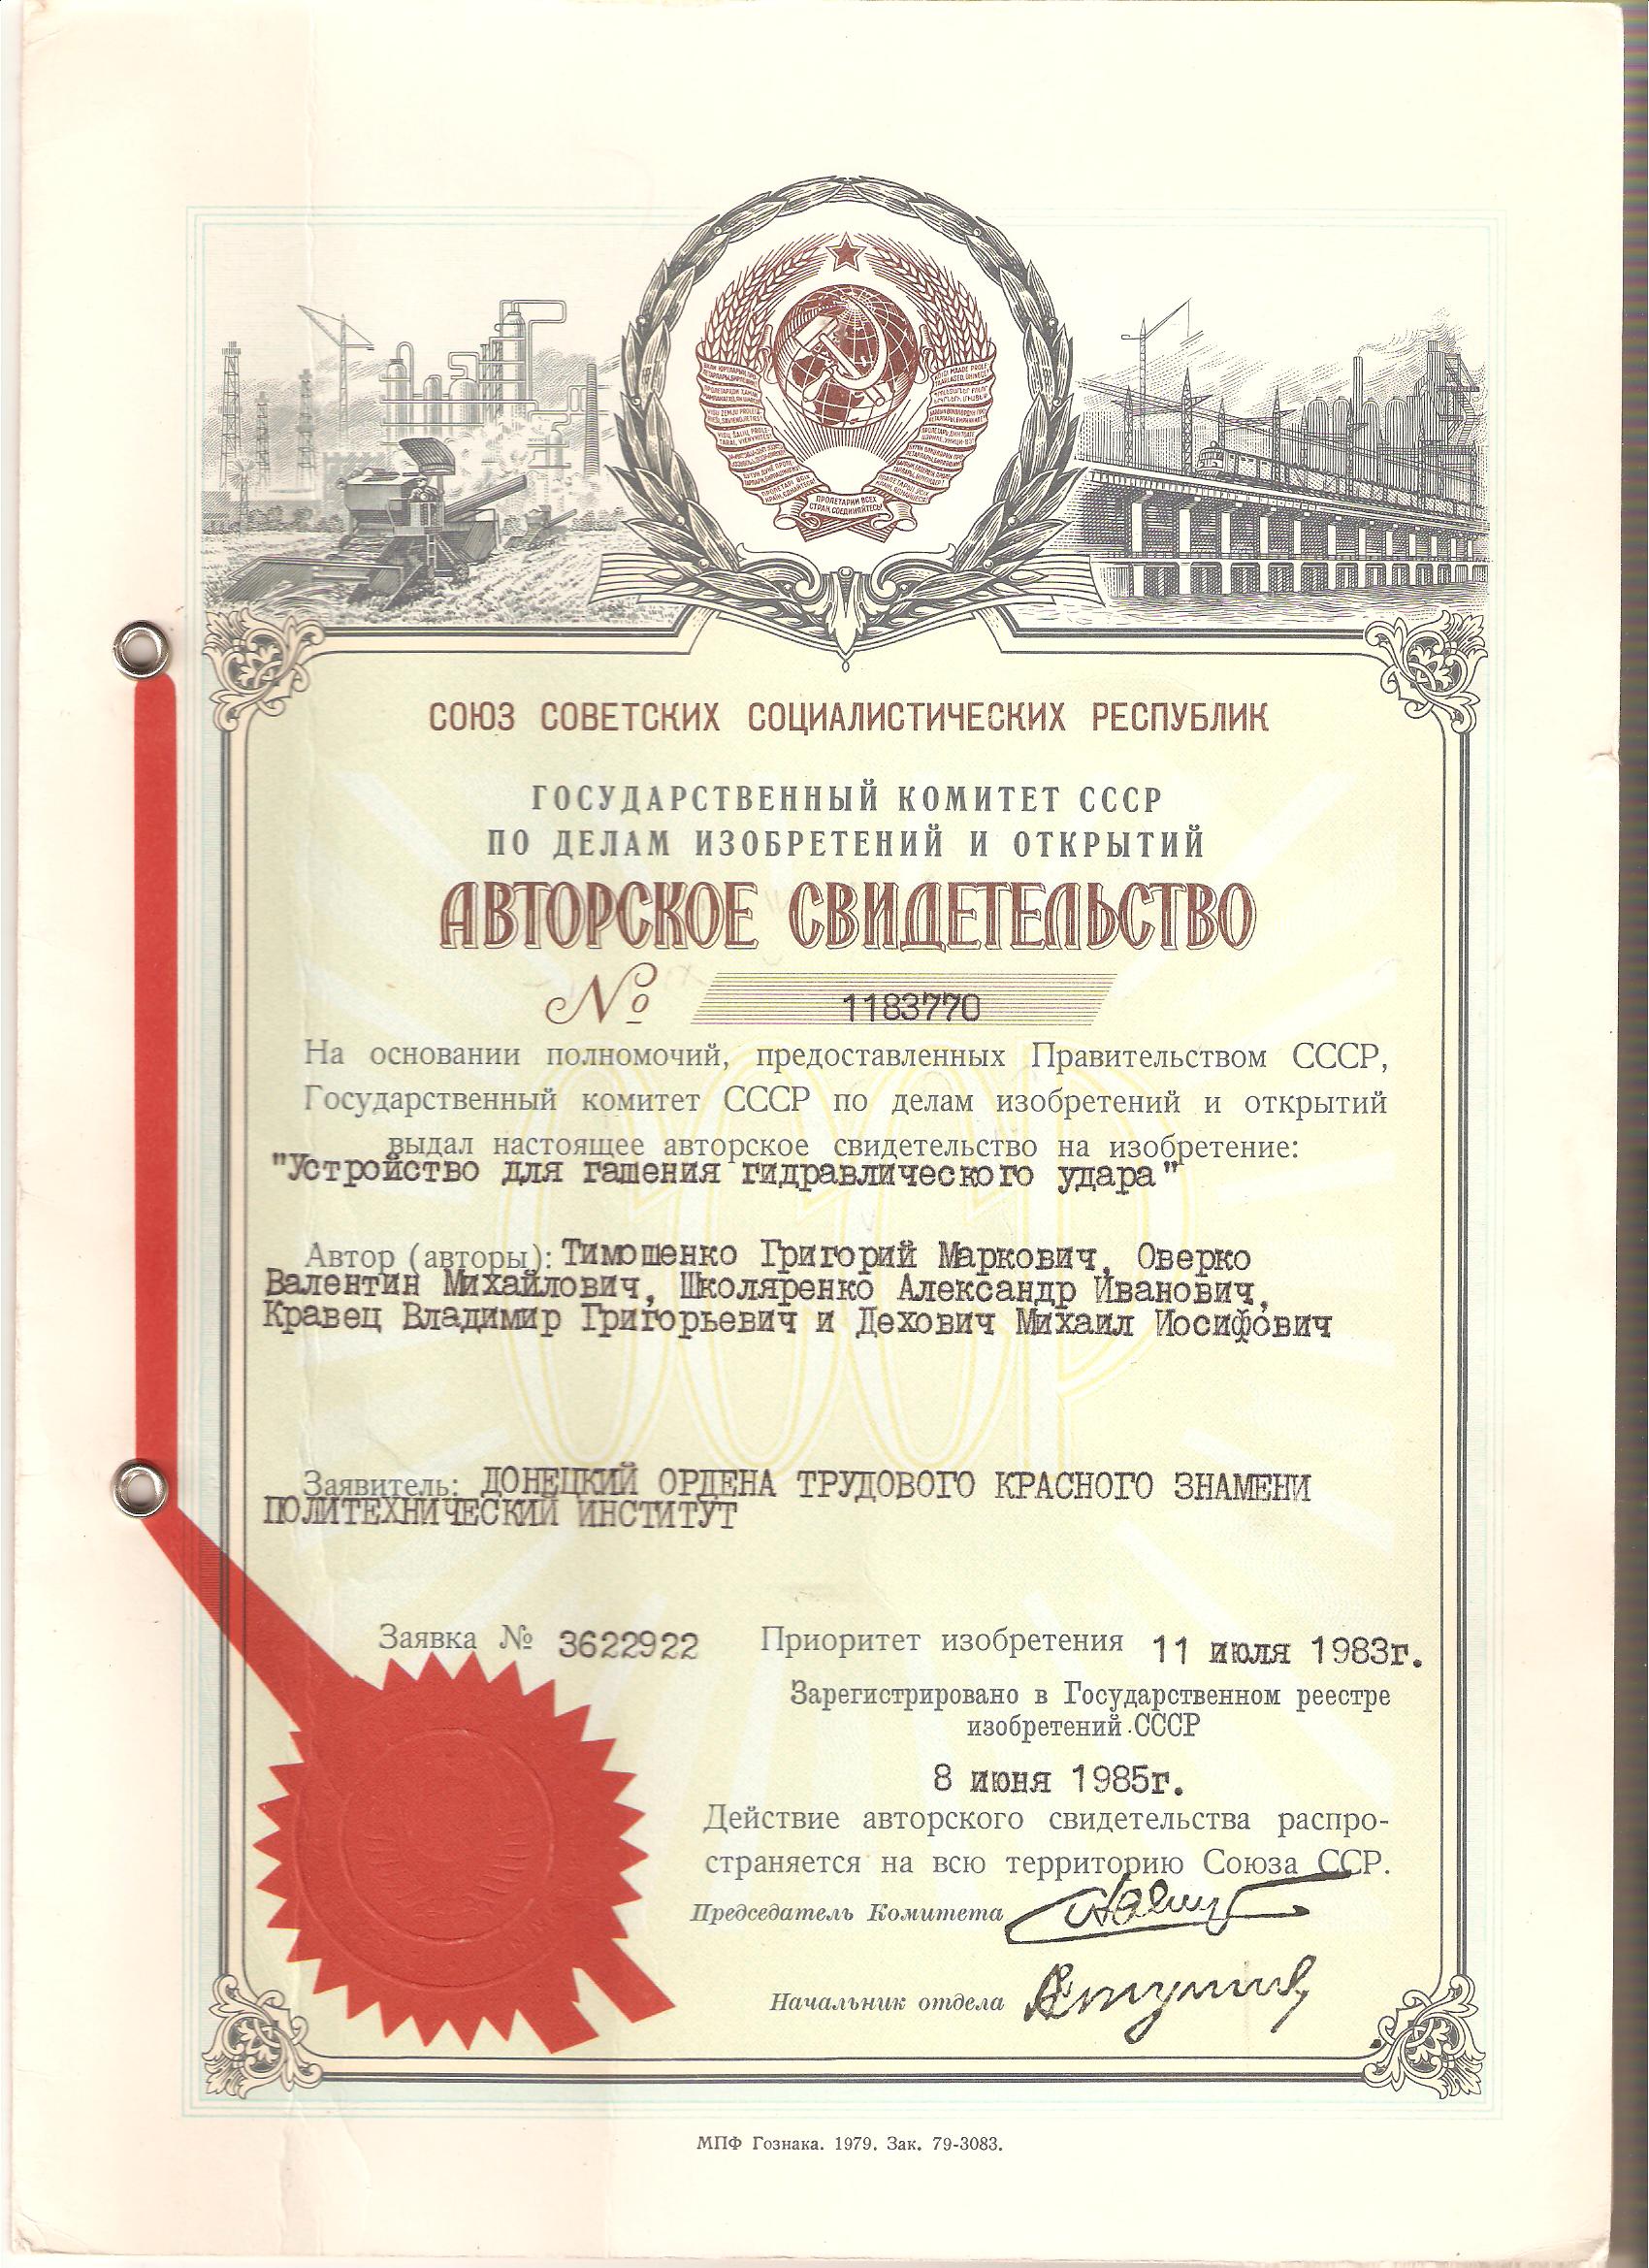 ПРОЛЕТАРИИ ВСЕХ
СТРАН, СОЕДИНЯЙТЕСЬ!
СОЮЗ СОВЕТСКИХ СОЦИАЛИСТИЧЕСКИХ РЕСПУБЛИК
ГОСУДАРСТВЕННЫЙ КОМИТЕТ СССР
ПО ДЕЛАМ ИЗОБРЕТЕНИЙ И ОТКРЫТИЙ
АВТОРСКОЕ СВИДЕТЕЛЬСТВО
№ 1183770
На основании полномочий, предоставленных Правительством СССР,
Государственный комитет СССР по делам изобретений и открытий
выдал настоящее авторское свидетельство на изобретение:
"Устройство для гашения гидравлического удара"
Автор (авторы): Тимошенко Григорий Маркович, Оверко
Валентин Михайлович, Школяренко Александр Иванович,
Кравец Владимир Григорьевич и Дехович Михаил Иосифович
Заявитель: ДОНЕЦКИЙ ОРДЕНА ТРУДОВОГО КРАСНОГО ЗНАМЕНИ
ПОЛИТЕХНИЧЕСКИЙ ИНСТИТУТ
Заявка № 3622922 Приоритет изобретения 11 июля 1983г.
Зарегистрировано в Государственном реестре
изобретений СССР
8 июня 1985г.
Действие авторского свидетельства распро-
страняется на всю территорию Союза ССР.
Председатель Комитета
Начальник отдела
МПФ Гознака. 1979. Зак. 79-3083.